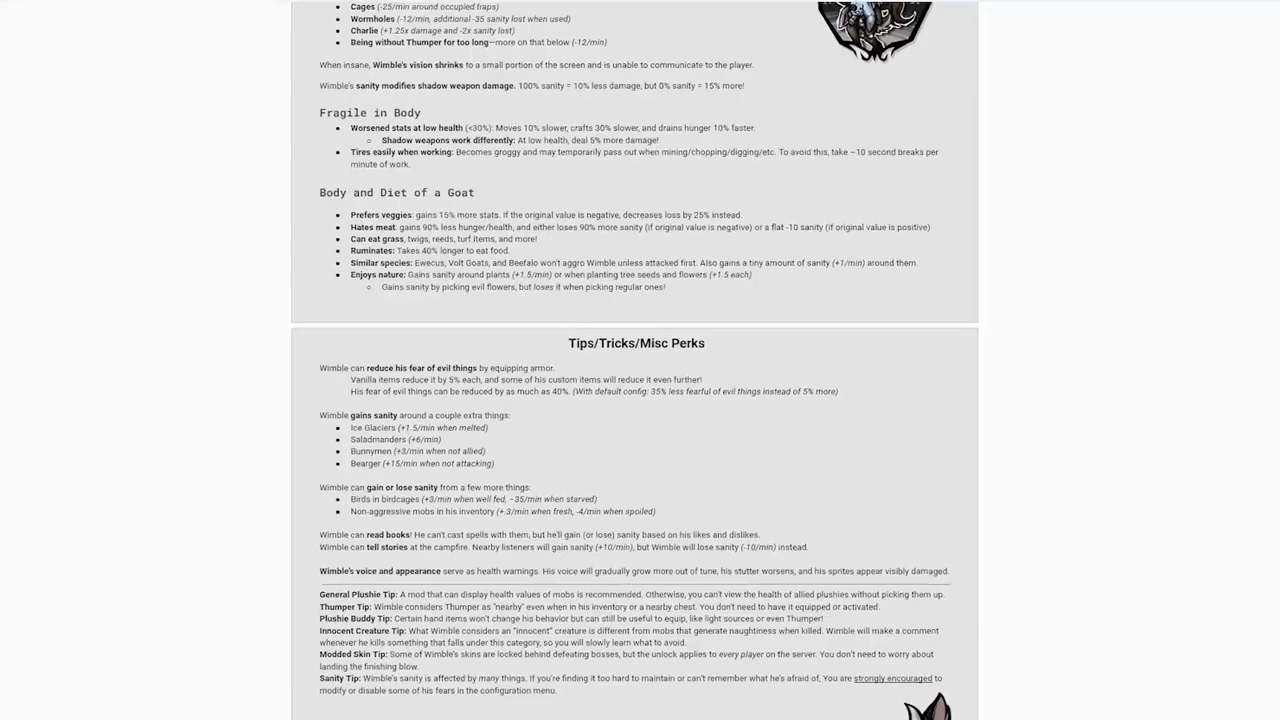 Cages (-25/min around occupied traps)
Wormholes (-12/min, additional -35 sanity lost when used)
Charlie (+1.25x damage and -2x sanity lost)
Being without Thumper for too long—more on that below (-12/min)
When insane, Wimble's vision shrinks to a small portion of the screen and is unable to communicate to the player.
Wimble's sanity modifies shadow weapon damage. 100% sanity = 10% less damage, but 0% sanity = 15% more!
Fragile in Body
Worsened stats at low health (<30%): Moves 10% slower, crafts 30% slower, and drains hunger 10% faster.
Shadow weapons work differently: At low health, deal 5% more damage!
Tires easily when working: Becomes groggy and may temporarily pass out when mining/chopping/digging/etc. To avoid this, take ~10 second breaks per
minute of work.
Body and Diet of a Goat
Prefers veggies: gains 15% more stats. If the original value is negative, decreases loss by 25% instead.
Hates meat: gains 90% less hunger/health, and either loses 90% more sanity (if original value is negative) or a flat -10 sanity (if original value is positive)
Can eat grass, twigs, reeds, turf items, and more!
Ruminates: Takes 40% longer to eat food.
Similar species: Ewecus, Volt Goats, and Beefalo won't aggro Wimble unless attacked first. Also gains a tiny amount of sanity (+1/min) around them.
Enjoys nature: Gains sanity around plants (+1.5/min) or when planting tree seeds and flowers (+1.5 each)
Gains sanity by picking evil flowers, but loses it when picking regular ones!
Tips/Tricks/Misc Perks
Wimble can reduce his fear of evil things by equipping armor.
Vanilla items reduce it by 5% each, and some of his custom items will reduce it even further!
His fear of evil things can be reduced by as much as 40%. (With default config: 35% less fearful of evil things instead of 5% more)
Wimble gains sanity around a couple extra things:
Ice Glaciers (+1.5/min when melted)
Saladmanders (+6/min)
Bunnymen (+3/min when not allied)
Bearger (+15/min when not attacking)
Wimble can gain or lose sanity from a few more things:
Birds in birdcages (+3/min when well fed, ~35/min when starved)
Non-aggressive mobs in his inventory (+.3/min when fresh, -4/min when spoiled)
Wimble can read books! He can't cast spells with them, but he'll gain (or lose) sanity based on his likes and dislikes.
Wimble can tell stories at the campfire. Nearby listeners will gain sanity (+10/min), but Wimble will lose sanity (-10/min) instead.
Wimble's voice and appearance serve as health warnings. His voice will gradually grow more out of tune, his stutter worsens, and his sprites appear visibly damaged.
General Plushie Tip: A mod that can display health values of mobs is recommended. Otherwise, you can't view the health of allied plushies without picking them up.
Thumper Tip: Wimble considers Thumper as "nearby" even when in his inventory or a nearby chest. You don't need to have it equipped or activated.
Plushie Buddy Tip: Certain hand items won't change his behavior but can still be useful to equip, like light sources or even Thumper!
Innocent Creature Tip: What Wimble considers an "innocent" creature is different from mobs that generate naughtiness when killed. Wimble will make a comment
whenever he kills something that falls under this category, so you will slowly learn what to avoid.
Modded Skin Tip: Some of Wimble's skins are locked behind defeating bosses, but the unlock applies to every player on the server. You don't need to worry about
landing the finishing blow.
Sanity Tip: Wimble's sanity is affected by many things. If you're finding it too hard to maintain or can't remember what he's afraid of, You are strongly encouraged to
modify or disable some of his fears in the configuration menu.